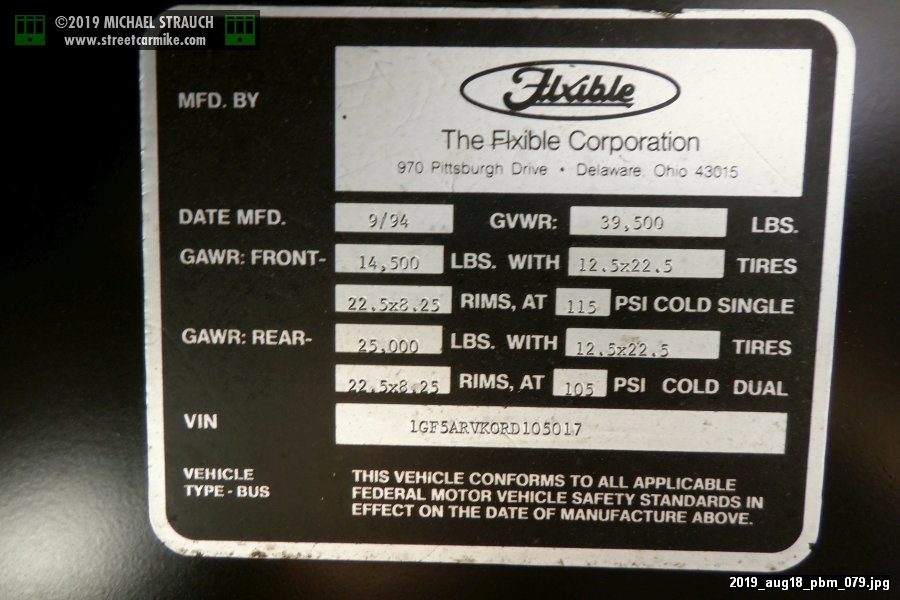 ©2019 MICHAEL STRAUCH
www.streetcarmike.com
MFD. BY
Flxible
The Flxible Corporation
970 Pittsburgh Drive • Delaware, Ohio 43015
DATE MFD. 9/94 GVWR: 39,500 LBS.
GAWR: FRONT- 14,500 LBS. WITH 12.5x22.5 TIRES
22.5x8.25 RIMS, AT 115 PSI COLD SINGLE
GAWR: REAR- 25,000 LBS. WITH 12.5x22.5 TIRES
22.5x8.25 RIMS, AT 105 PSI COLD DUAL
VIN 1GF5ARVK0RD105017
VEHICLE
TYPE - BUS
THIS VEHICLE CONFORMS TO ALL APPLICABLE
FEDERAL MOTOR VEHICLE SAFETY STANDARDS IN
EFFECT ON THE DATE OF MANUFACTURE ABOVE.
2019_aug18_pbm_079.jpg